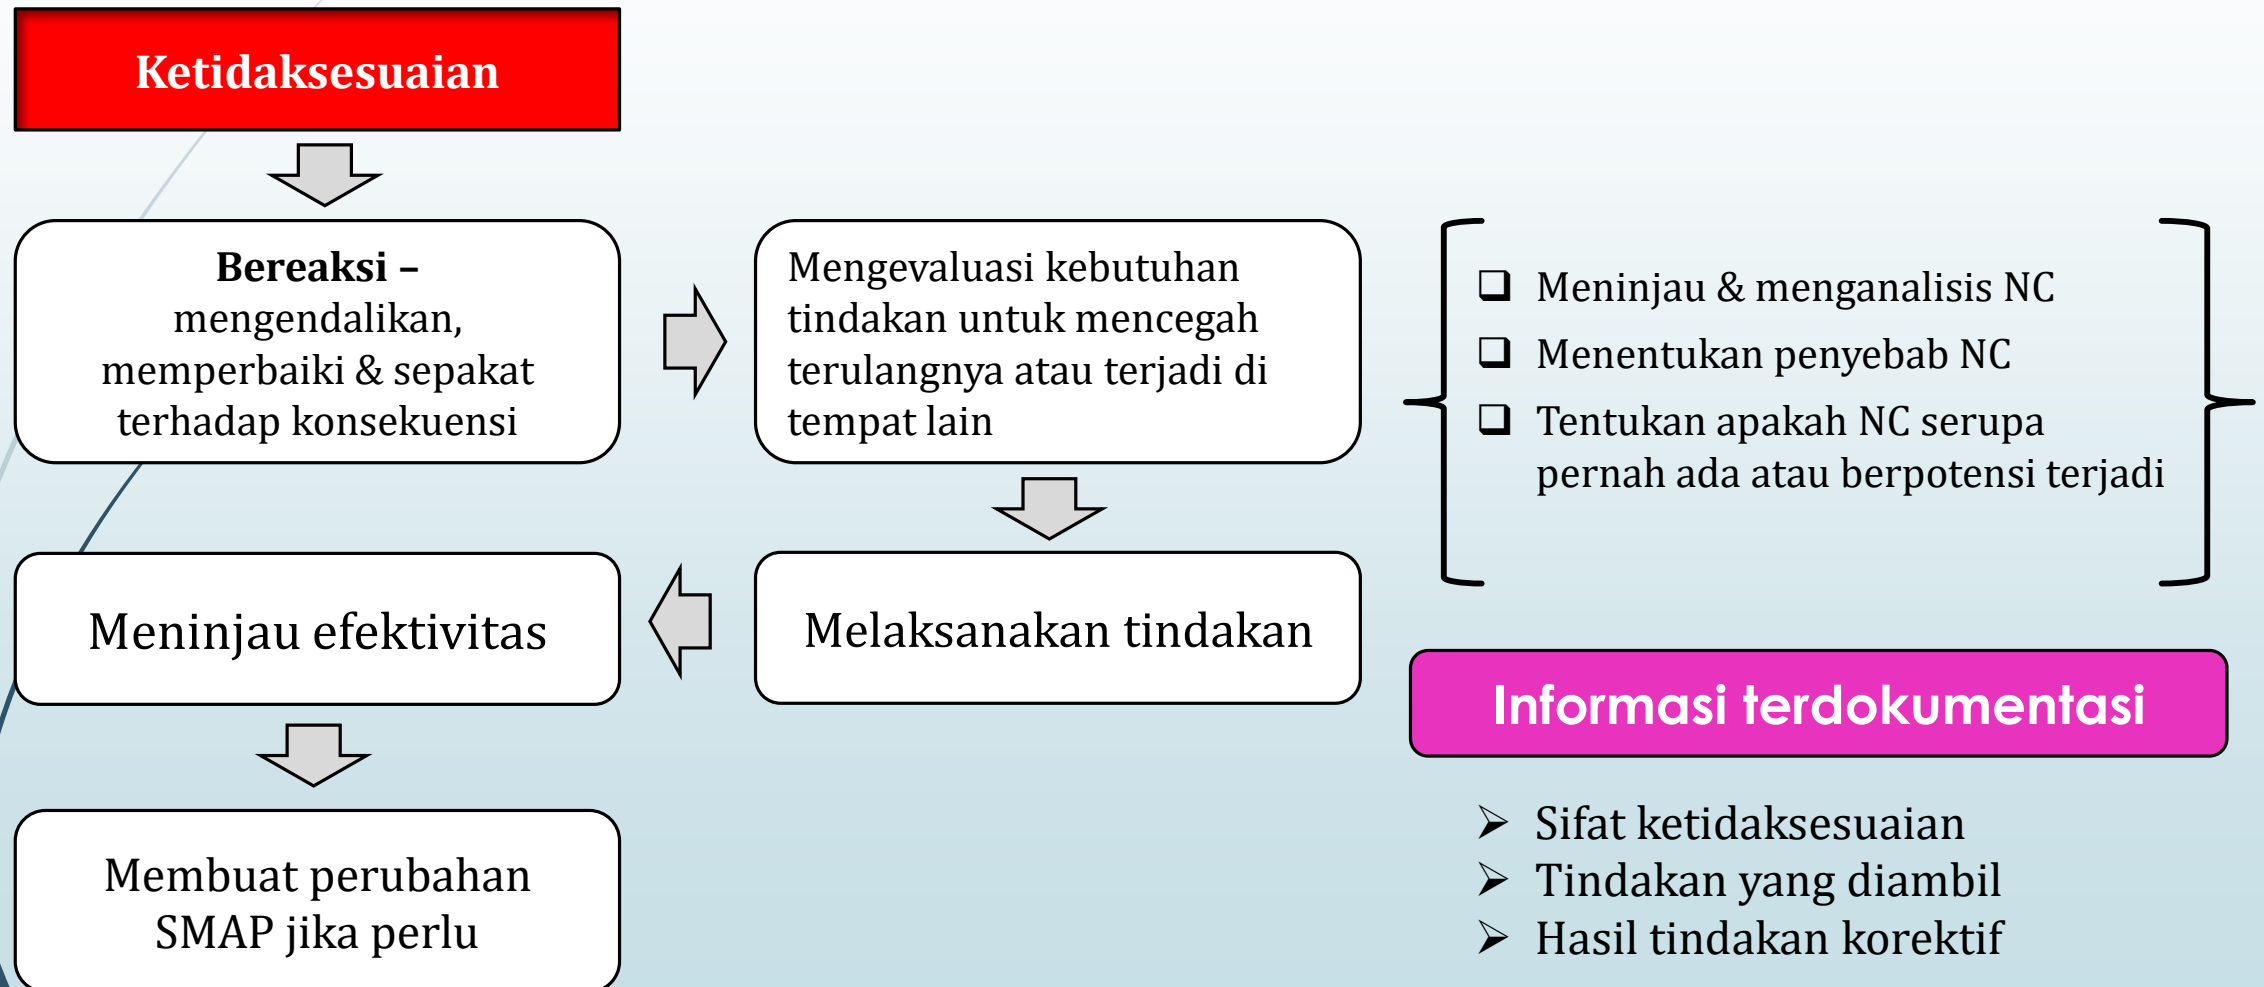 Ketidaksesuaian
Bereaksi –
mengendalikan,
memperbaiki & sepakat
terhadap konsekuensi
Mengevaluasi kebutuhan
tindakan untuk mencegah
terulangnya atau terjadi di
tempat lain
Meninjau & menganalisis NC
Menentukan penyebab NC
Tentukan apakah NC serupa
pernah ada atau berpotensi terjadi
Melaksanakan tindakan
Meninjau efektivitas
Membuat perubahan
SMAP jika perlu
Informasi terdokumentasi
Sifat ketidaksesuaian
Tindakan yang diambil
Hasil tindakan korektif